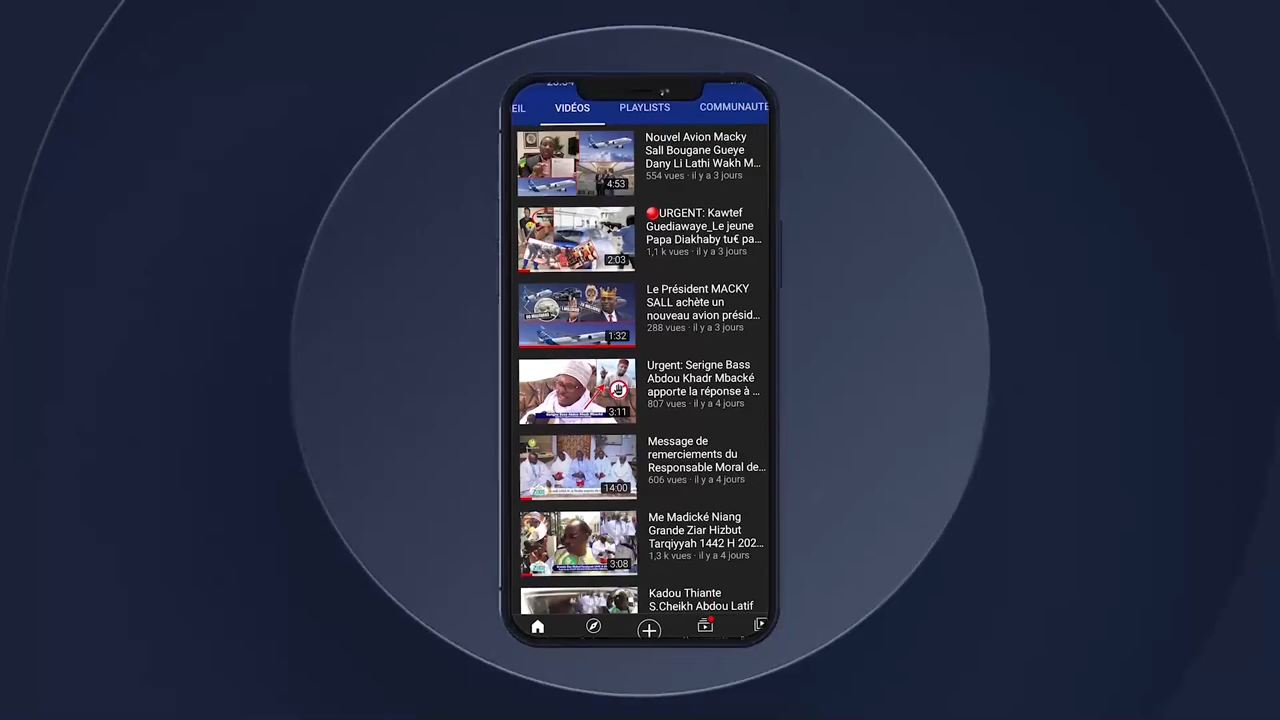 EIL VIDÉOS PLAYLISTS COMMUNAUTÉ
Nouvel Avion Macky
Sall Bougane Gueye
Dany Li Lathi Wakh M...
554 vues · il y a 3 jours
4:53
URGENT: Kawtef
Guediawaye_Le jeune
Papa Diakhaby tu€ pa...
1,1 k vues · il y a 3 jours
2:03
Le Président MACKY
SALL achète un
nouveau avion présid...
288 vues · il y a 3 jours
1:32
Urgent: Serigne Bass
Abdou Khadr Mbacké
apporte la réponse à ...
807 vues · il y a 4 jours
3:11
Message de
remerciements du
Responsable Moral de...
606 vues · il y a 4 jours
14:00
Me Madické Niang
Grande Ziar Hizbut
Tarqiyyah 1442 H 202...
1,3 k vues · il y a 4 jours
3:08
Kadou Thiante
S.Cheikh Abdou Latif